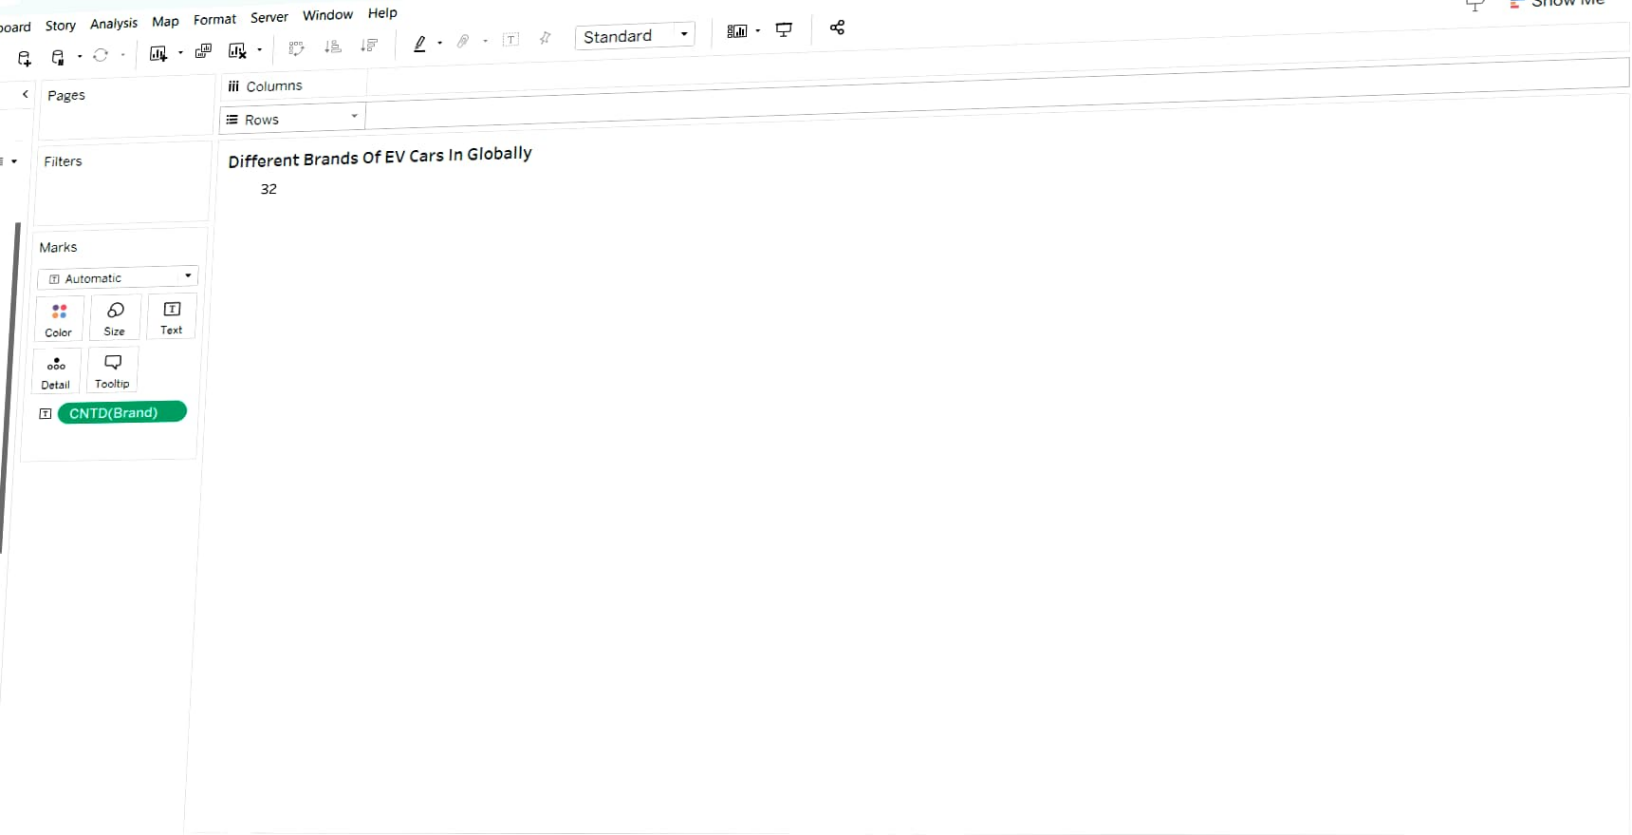 Story Analysis Map Format Server Window Help
Standard
Pages
Columns
Rows
Filters
Different Brands Of EV Cars In Globally
32
Marks
Automatic
Color Size Text
Detail Tooltip
CNTD(Brand)